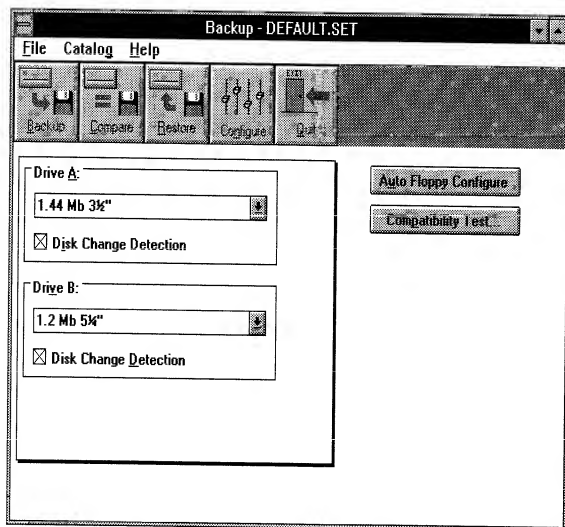 Backup - DEFAULT.SET
File Catalog Help
Backup Compare Restore Configure EXIT Quit
Drive A:
1.44 Mb 3½"
Disk Change Detection
Drive B:
1.2 Mb 5¼"
Disk Change Detection
Auto Floppy Configure
Compatibility Test...